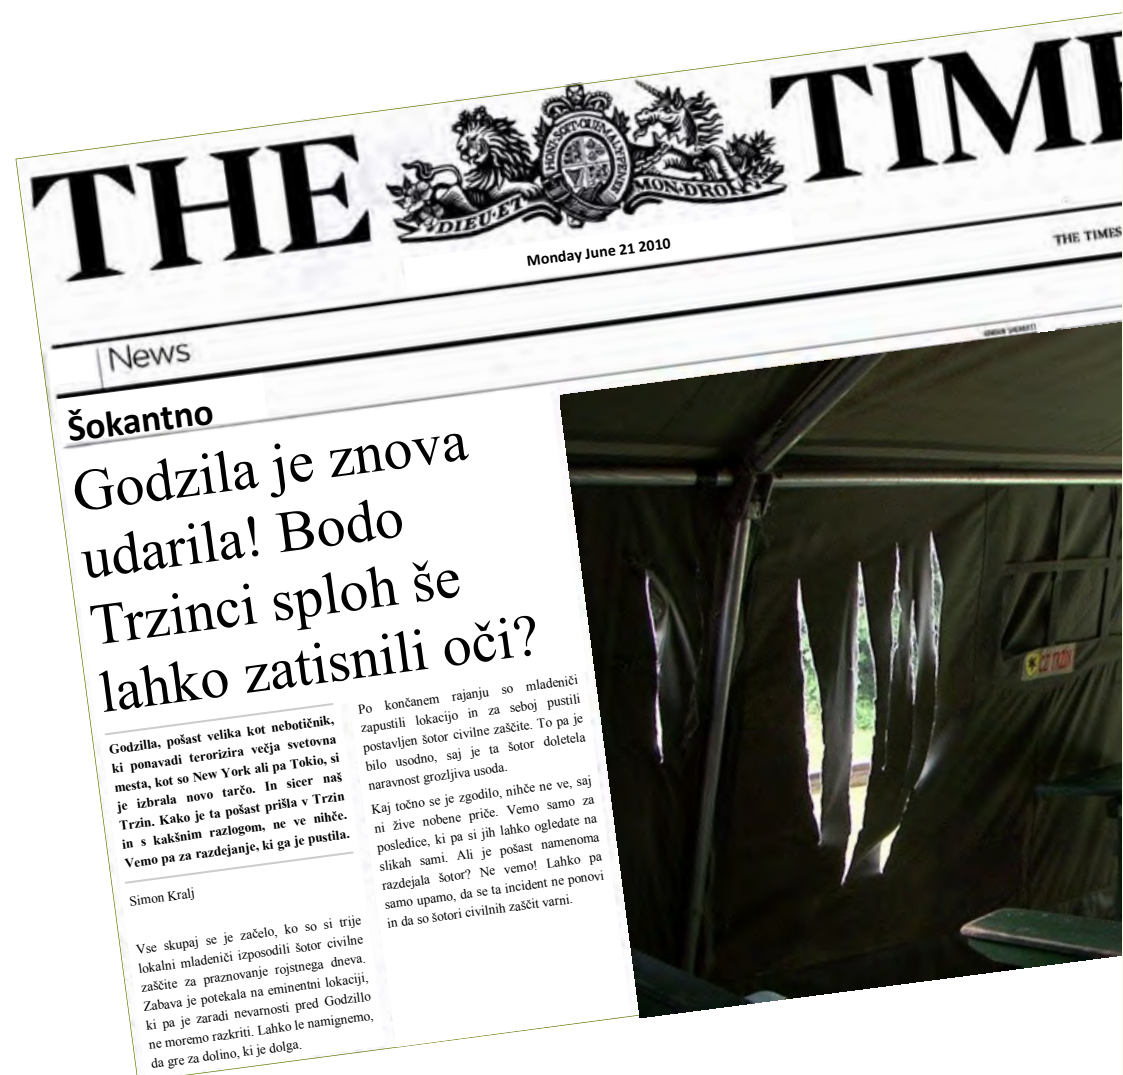 THE TIME
HONI·SOIT·QUI·MAL·Y·PENSE
DIEU·ET MON·DROIT
Monday June 21 2010
THE TIMES
News
Šokantno
Godzila je znova
udarila! Bodo
Trzinci sploh še
lahko zatisnili oči?
Godzilla, pošast velika kot nebotičnik,
ki ponavadi terorizira večja svetovna
mesta, kot so New York ali pa Tokio, si
je izbrala novo tarčo. In sicer naš
Trzin. Kako je ta pošast prišla v Trzin
in s kakšnim razlogom, ne ve nihče.
Vemo pa za razdejanje, ki ga je pustila.
Simon Kralj
Vse skupaj se je začelo, ko so si trije
lokalni mladeniči izposodili šotor civilne
zaščite za praznovanje rojstnega dneva.
Zabava je potekala na eminentni lokaciji,
ki pa je zaradi nevarnosti pred Godzillo
ne moremo razkriti. Lahko le namignemo,
da gre za dolino, ki je dolga.
Po končanem rajanju so mladeniči
zapustili lokacijo in za seboj pustili
postavljen šotor civilne zaščite. To pa je
bilo usodno, saj je ta šotor doletela
naravnost grozljiva usoda.
Kaj točno se je zgodilo, nihče ne ve, saj
ni žive nobene priče. Vemo samo za
posledice, ki pa si jih lahko ogledate na
slikah sami. Ali je pošast namenoma
razdejala šotor? Ne vemo! Lahko pa
samo upamo, da se ta incident ne ponovi
in da so šotori civilnih zaščit varni.
CZ TRZIN